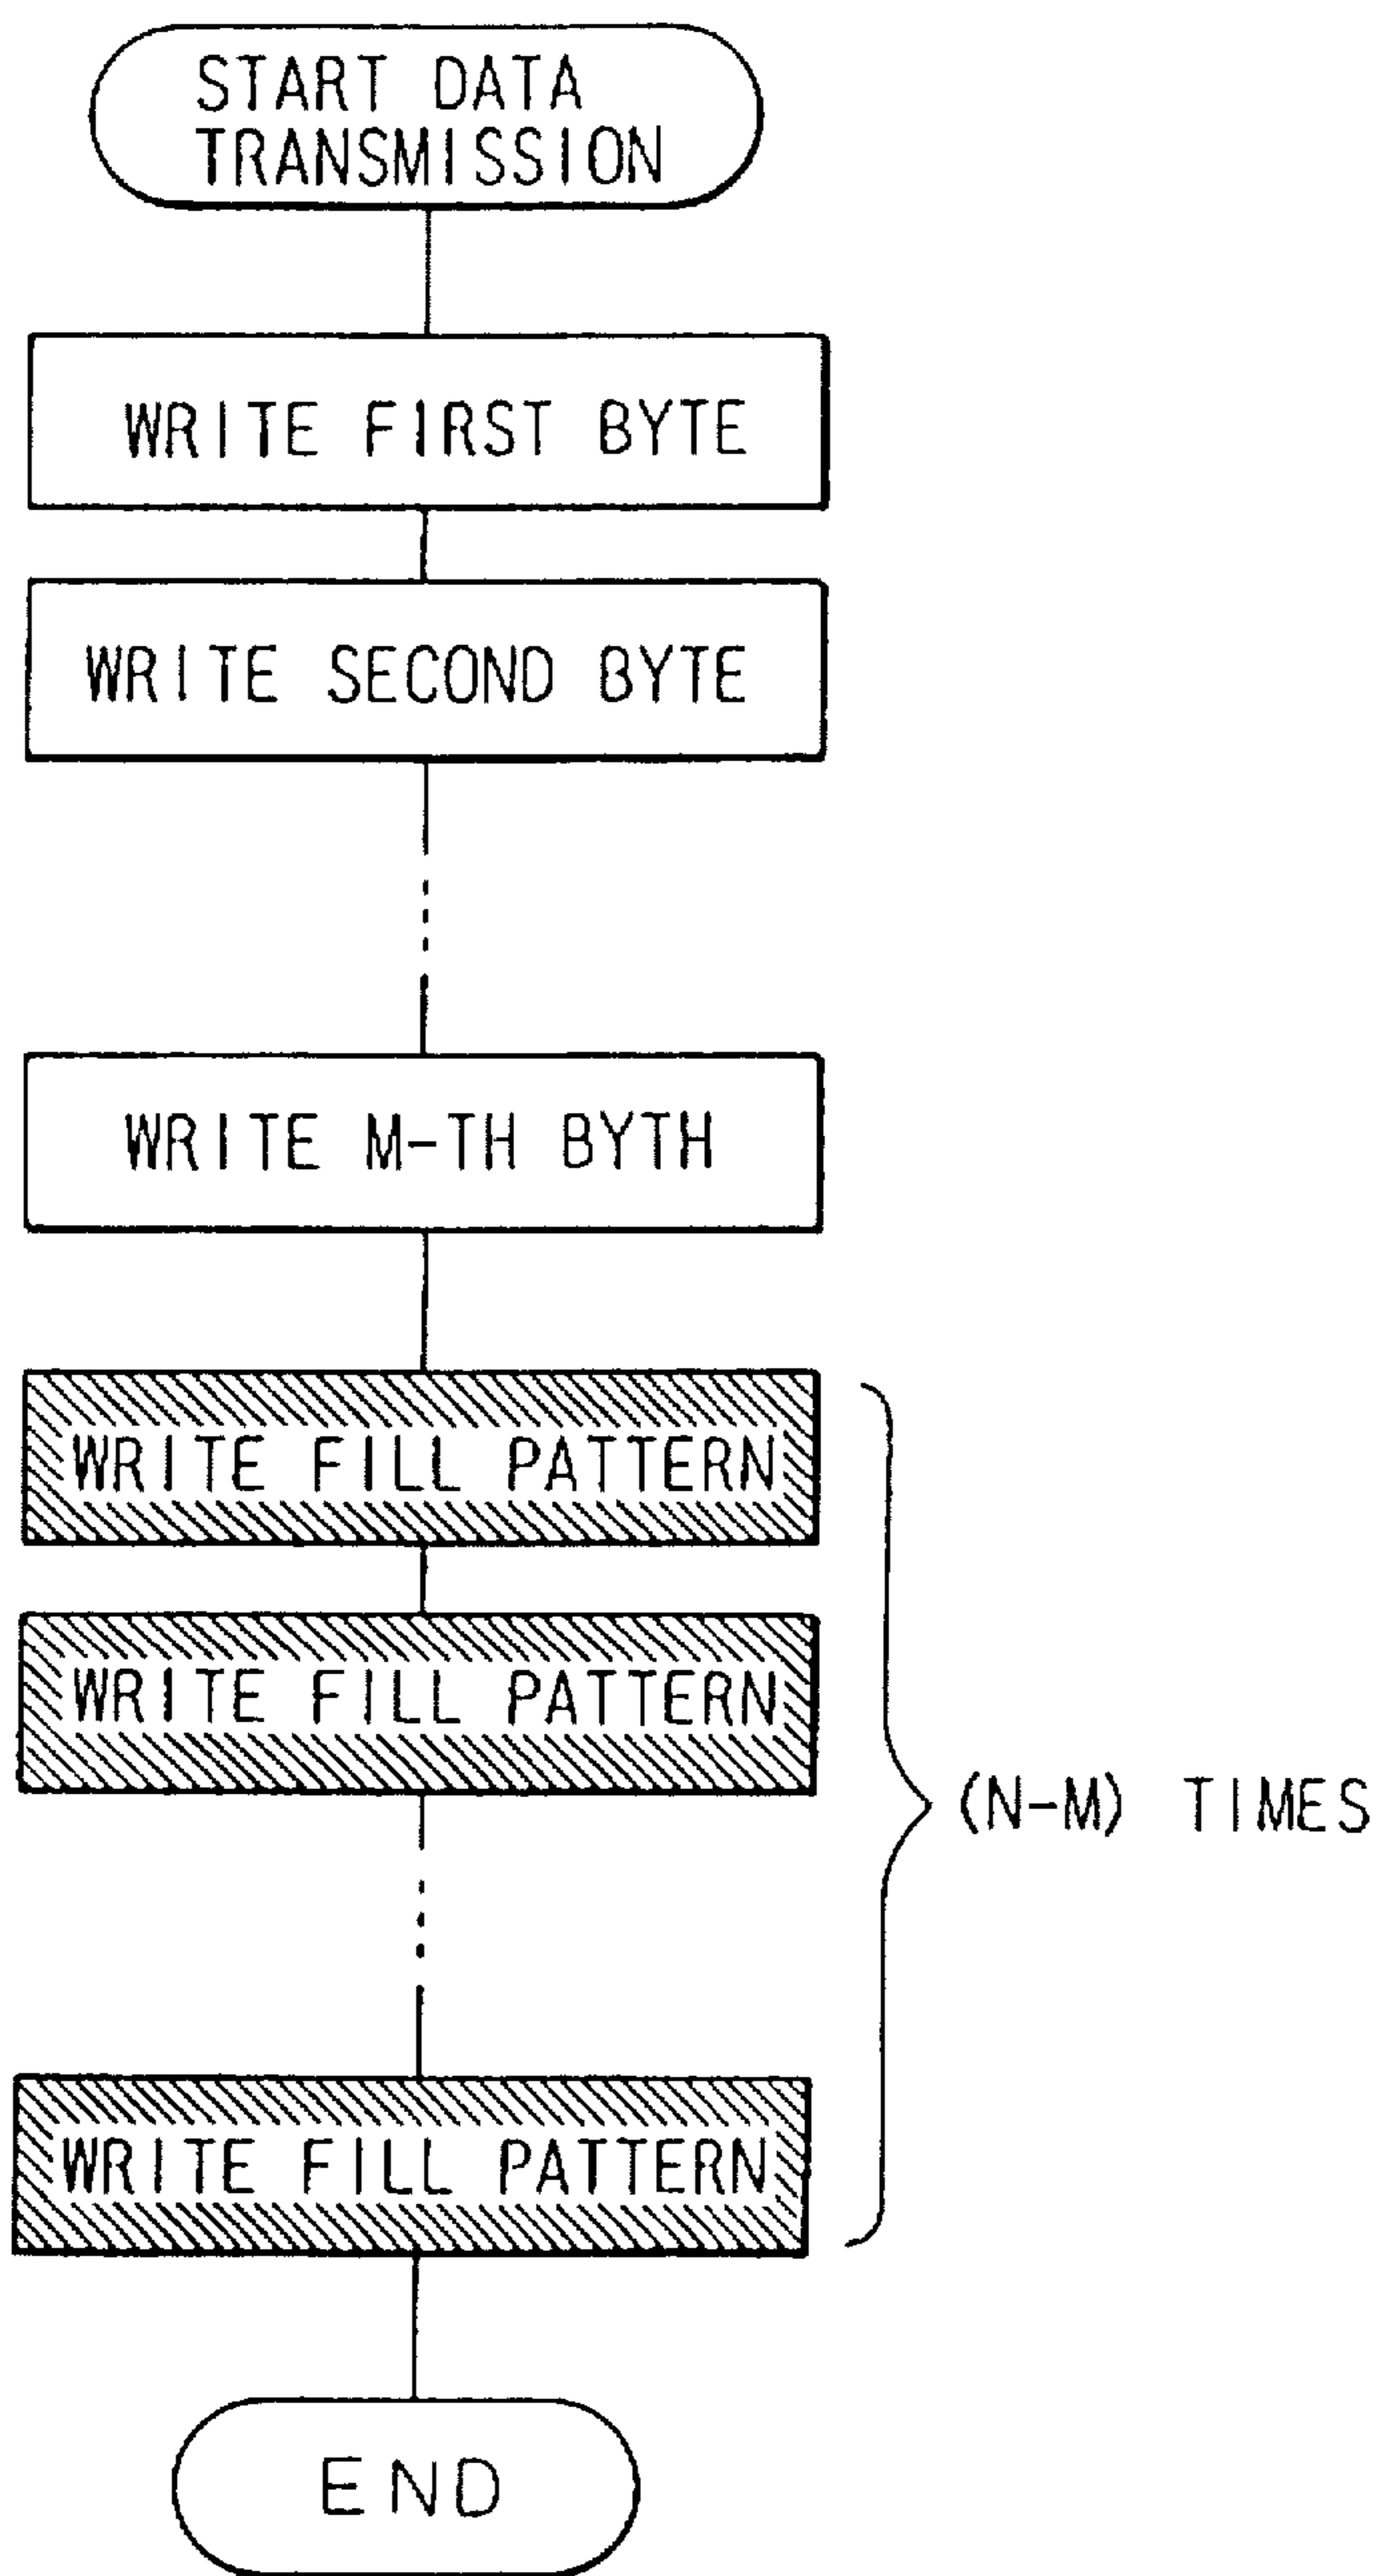 START DATA
TRANSMISSION
WRITE FIRST BYTE
WRITE SECOND BYTE
WRITE M-TH BYTH
WRITE FILL PATTERN
WRITE FILL PATTERN
(N-M) TIMES
WRITE FILL PATTERN
END